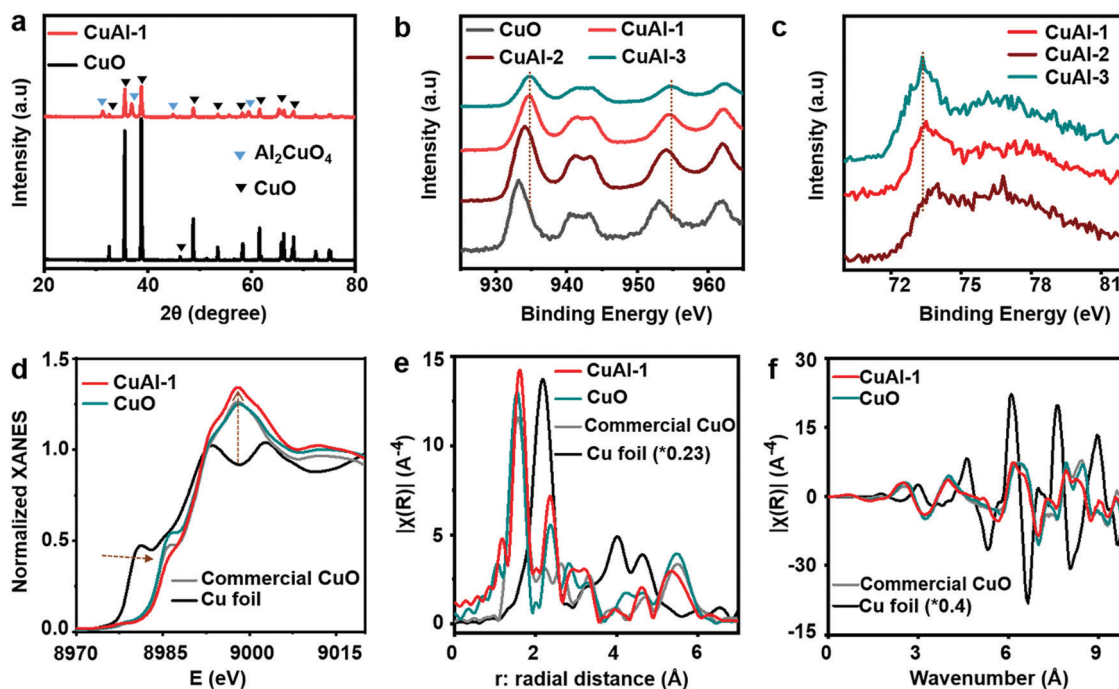 a
CuAl-1
CuO
Al₂CuO₄
CuO
Intensity (a.u)
20 40 60 80
2θ (degree)
b
CuO
CuAl-1
CuAl-2
CuAl-3
Intensity (a.u)
930 940 950 960
Binding Energy (eV)
c
CuAl-1
CuAl-2
CuAl-3
Intensity (a.u)
72 75 78 81
Binding Energy (eV)
d
CuAl-1
CuO
Commercial CuO
Cu foil
Normalized XANES
1.5
1.0
0.5
0.0
8970 8985 9000 9015
E (eV)
e
CuAl-1
CuO
Commercial CuO
Cu foil (*0.23)
|χ(R)| (A⁻⁴)
15
10
5
0
0 2 4 6
r: radial distance (Å)
f
CuAl-1
CuO
Commercial CuO
Cu foil (*0.4)
|χ(R)| (A⁻⁴)
30
15
0
-30
-15
0 3 6 9
Wavenumber (Å)